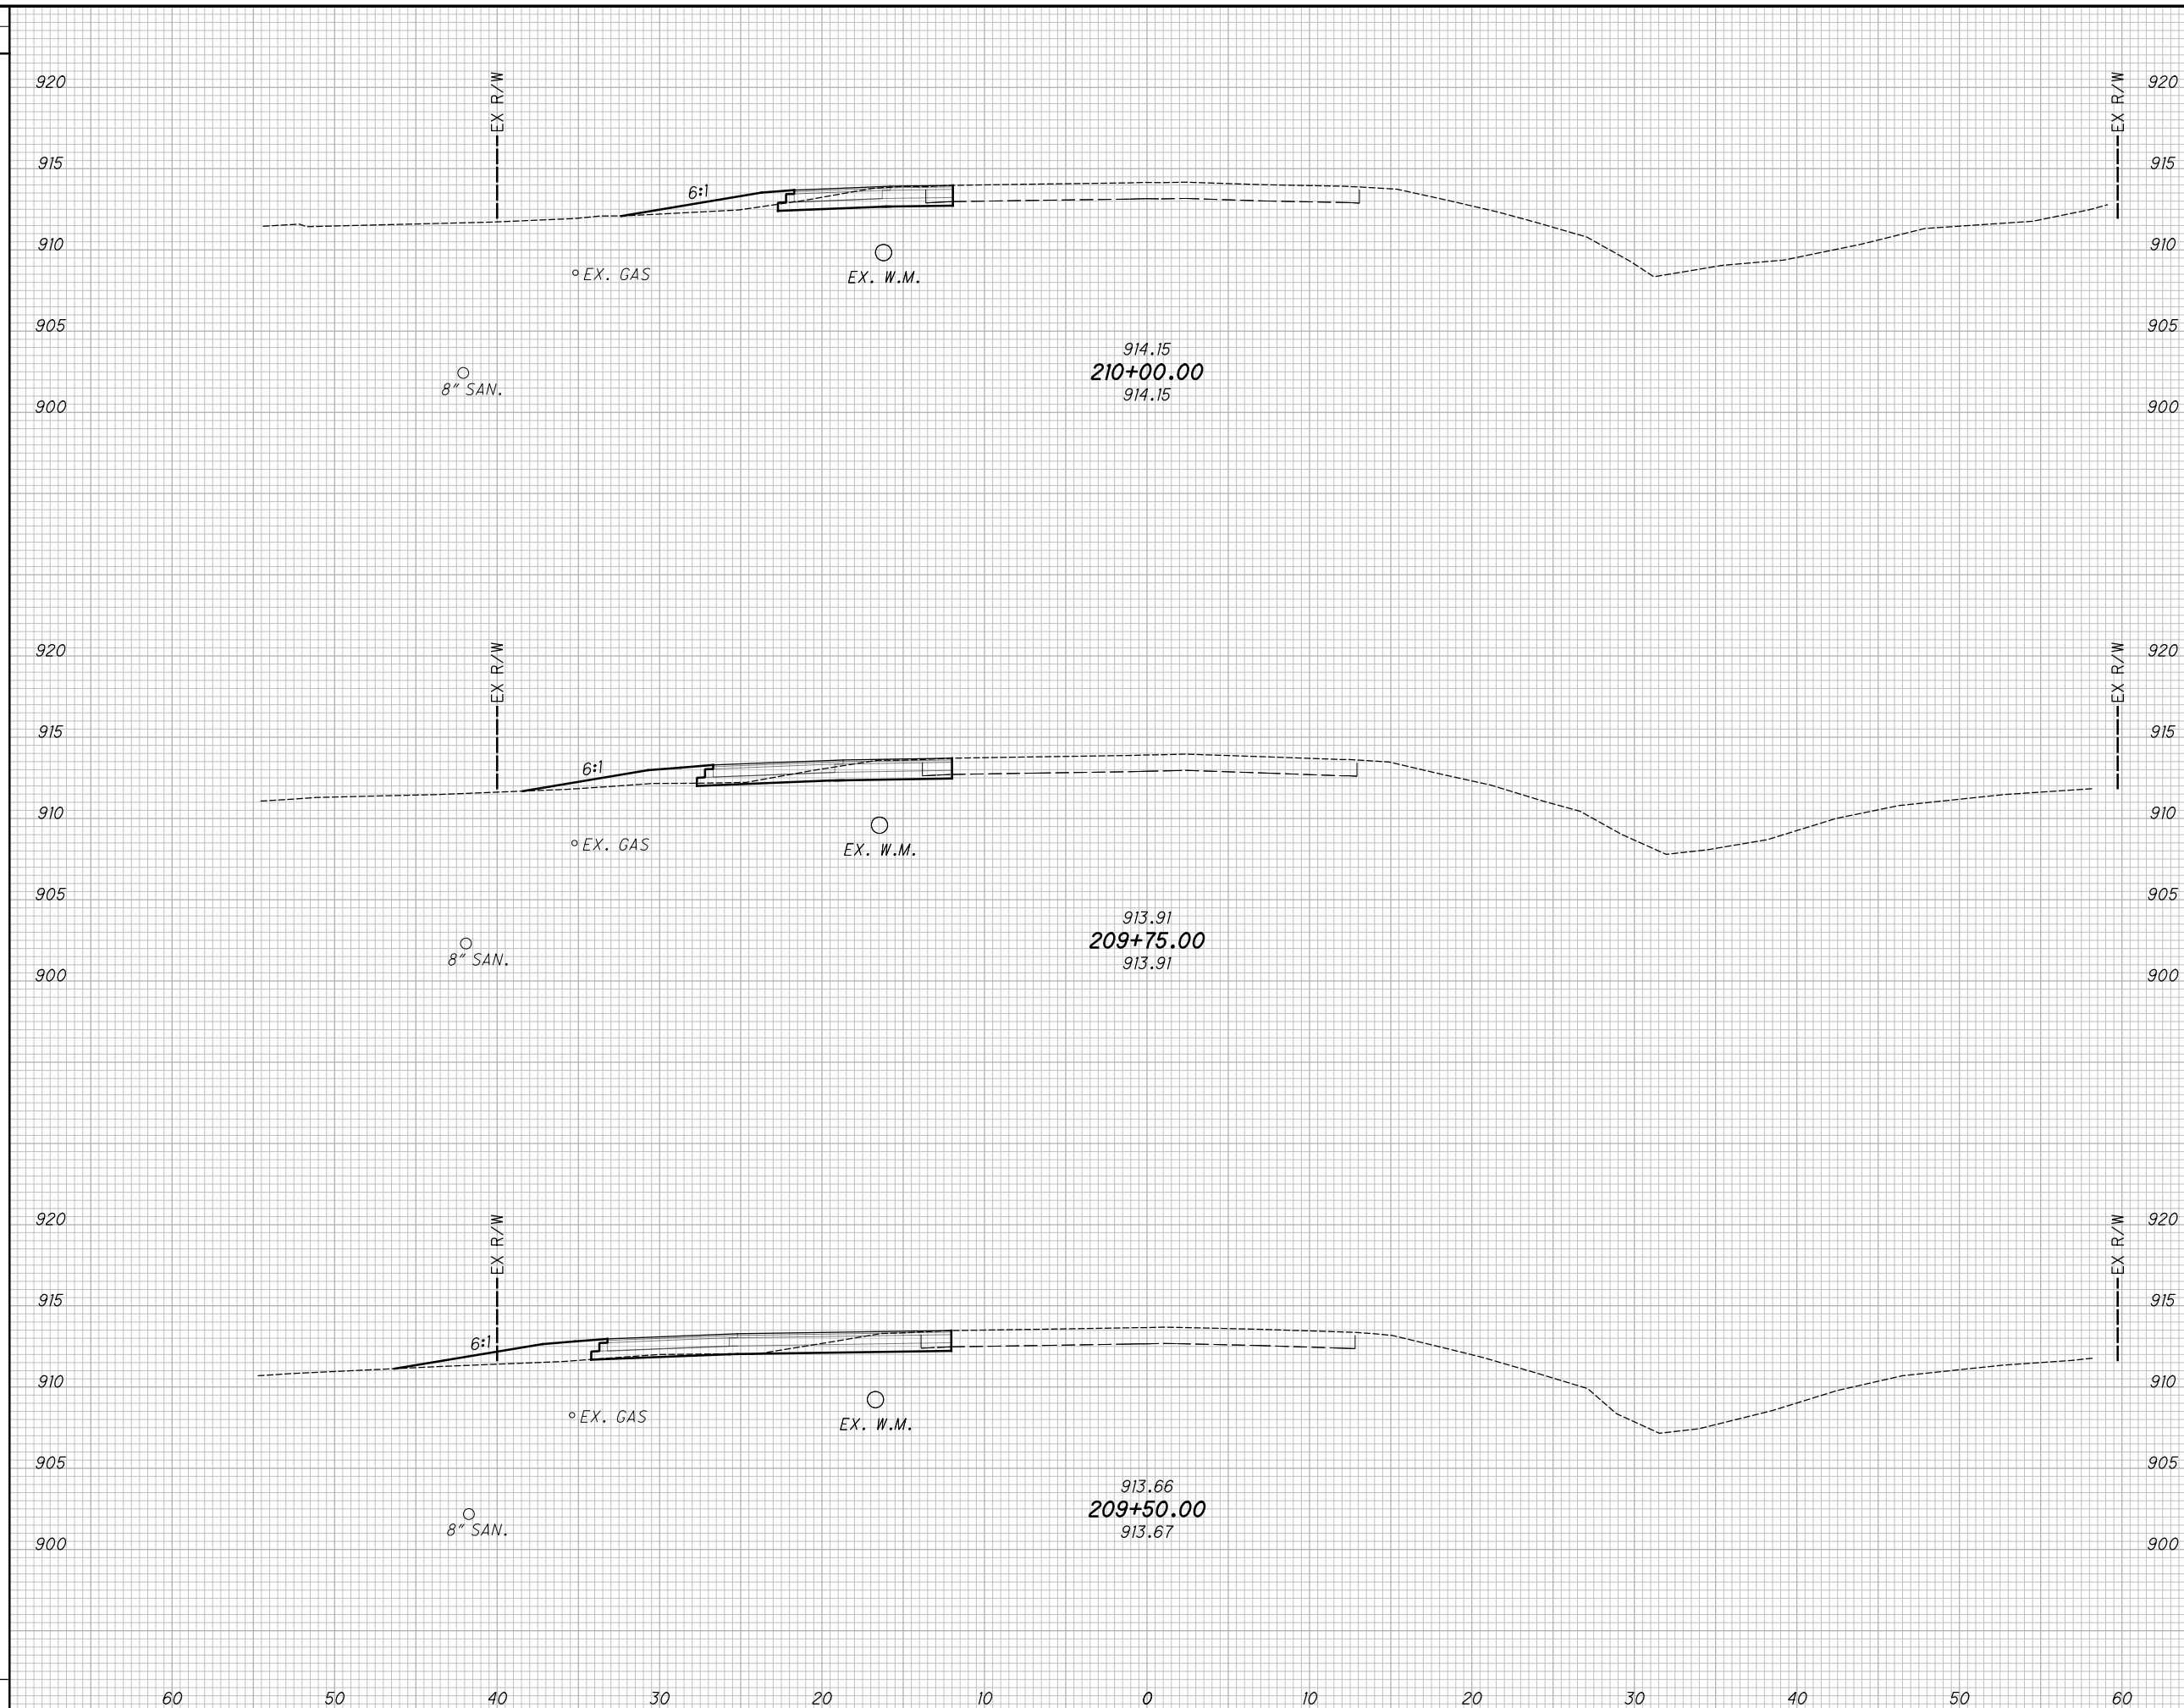 920 EX R/W EX R/W 920
915 6:1 915
910 910
EX. GAS EX. W.M.
905 905
914.15
8" SAN. 210+00.00
914.15
900 900
920 EX R/W EX R/W 920
915 915
6:1
910 910
EX. GAS EX. W.M.
905 905
913.91
209+75.00
8" SAN. 913.91
900 900
920 EX R/W EX R/W 920
915 915
6:1
910 910
EX. GAS EX. W.M.
905 905
913.66
209+50.00
8" SAN. 913.67
900 900
60 50 40 30 20 10 0 10 20 30 40 50 60